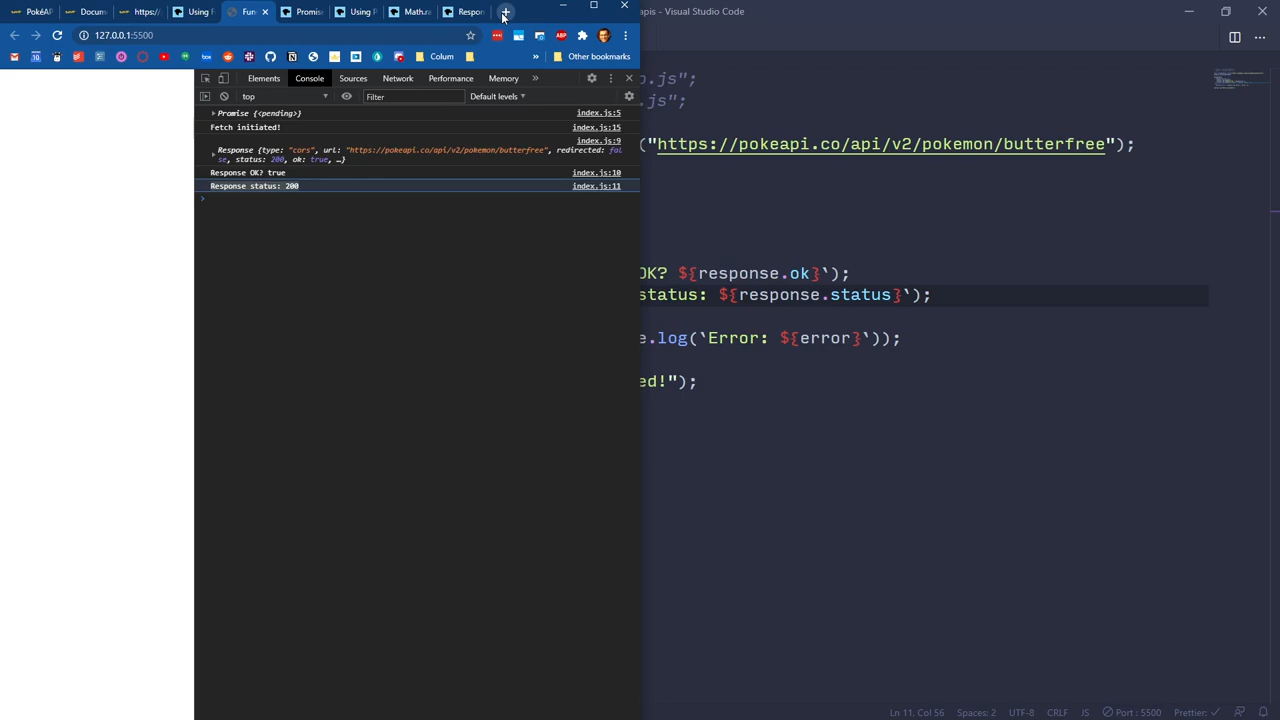 PokéAP
Docum
https:/
Using F
Fun
Promise
Using P
Math.ra
Respon
apis - Visual Studio Code
127.0.0.1:5500
Colum
»
Other bookmarks
Elements
Console
Sources
Network
Performance
Memory
»
top
Filter
Default levels
Promise {<pending>}
index.js:5
Fetch initiated!
index.js:15
index.js:9
Response {type: "cors", url: "https://pokeapi.co/api/v2/pokemon/butterfree", redirected: fal
se, status: 200, ok: true, …}
Response OK? true
index.js:10
Response status: 200
index.js:11
o.js";
.js";
("https://pokeapi.co/api/v2/pokemon/butterfree");
OK? ${response.ok}`);
status: ${response.status}`);
e.log(`Error: ${error}`));
ed!");
Ln 11, Col 56
Spaces: 2
UTF-8
CRLF
JS
Port : 5500
Prettier: ✓